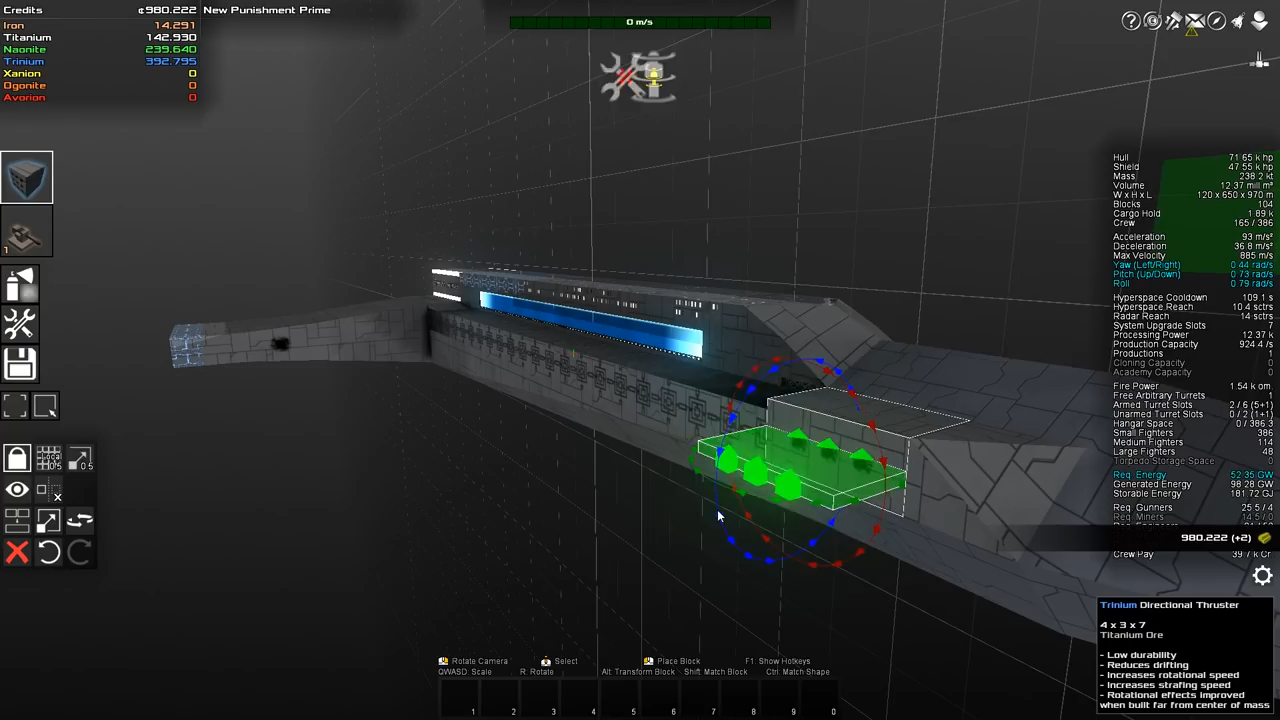 Credits ¢980.222 New Punishment Prime
Iron 14.291
Titanium 142.930
Naonite 239.640
Trinium 392.795
Xanion 0
Ogonite 0
Avorion 0
0 m/s
1
Hull 71.65 k hp
Shield 47.55 k hp
Mass 238.2 kt
Volume 12.37 mill m³
W x H x L 120 x 650 x 970 m
Blocks 104
Cargo Hold 1.89 k
Crew 165 / 386
Acceleration 93 m/s²
Deceleration 36.8 m/s²
Max Velocity 885 m/s
Yaw (Left/Right) 0.44 rad/s
Pitch (Up/Down) 0.73 rad/s
Roll 0.79 rad/s
Hyperspace Cooldown 109.1 s
Hyperspace Reach 10.4 sctrs
Radar Reach 14 sctrs
System Upgrade Slots 7
Processing Power 12.37 k
Production Capacity 924.4 /s
Productions 1
Cloning Capacity 0
Academy Capacity 0
Fire Power 1.54 k om.
Free Arbitrary Turrets 1
Armed Turret Slots 2 / 6 (5+1)
Unarmed Turret Slots 0 / 2 (1+1)
Hangar Space 0 / 386.3
Small Fighters 386
Medium Fighters 114
Large Fighters 48
Torpedo Storage Space 0
Req. Energy 52.35 GW
Generated Energy 98.28 GW
Storable Energy 181.72 GJ
Req. Gunners 25.5 / 4
Req. Miners 14.5 / 0
980.222 (+2)
Crew Pay 39.7 k Cr
Trinium Directional Thruster
4 x 3 x 7
Titanium Ore
- Low durability
- Reduces drifting
- Increases rotational speed
- Increases strafing speed
- Rotational effects improved
when built far from center of mass
Rotate Camera Select Place Block F1: Show Hotkeys
QWASD: Scale R: Rotate Alt: Transform Block Shift: Match Block Ctrl: Match Shape
1 2 3 4 5 6 7 8 9 0